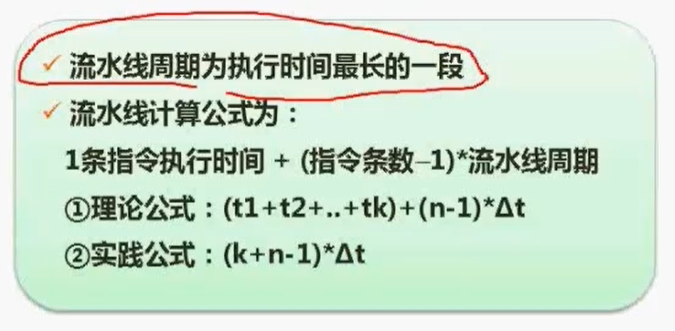 ✓ 流水线周期为执行时间最长的一段
✓ 流水线计算公式为：
1条指令执行时间 + (指令条数–1)*流水线周期
①理论公式：(t1+t2+..+tk)+(n-1)*Δt
②实践公式：(k+n-1)*Δt